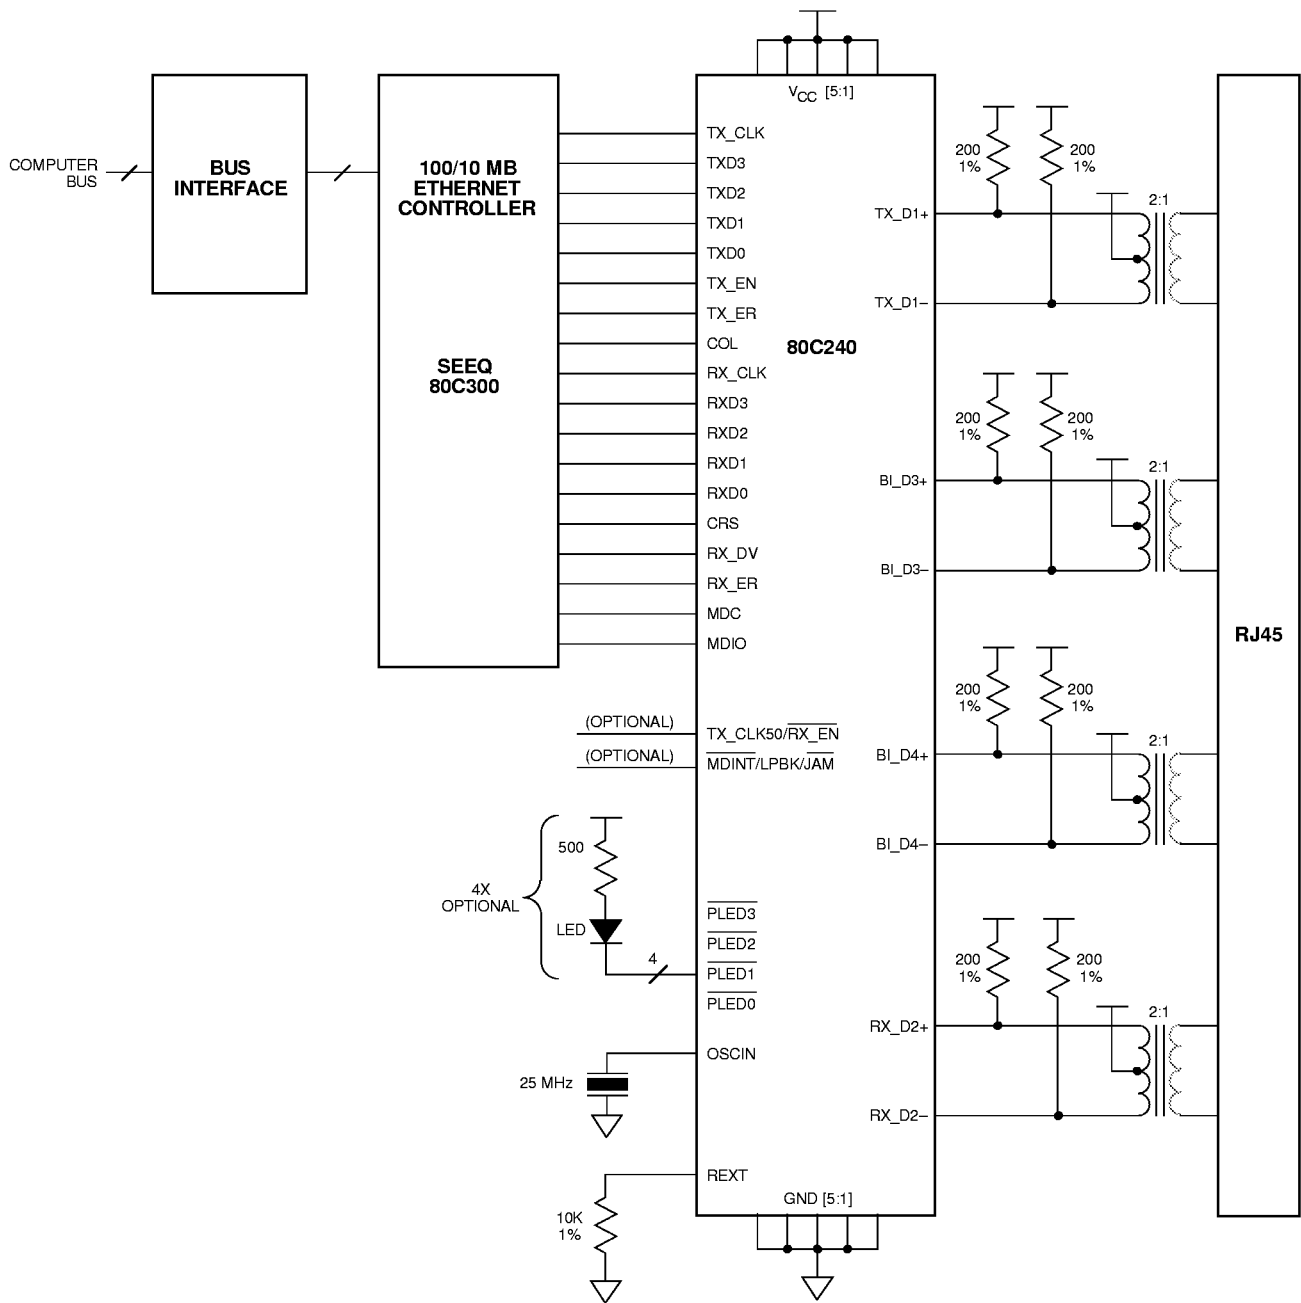 V_CC [5:1]
COMPUTER
BUS
BUS
INTERFACE
100/10 MB
ETHERNET
CONTROLLER
SEEQ
80C300
TX_CLK
TXD3
TXD2
TXD1
TXD0
TX_EN
TX_ER
COL
RX_CLK
RXD3
RXD2
RXD1
RXD0
CRS
RX_DV
RX_ER
MDC
MDIO
(OPTIONAL)
TX_CLK50/RX_EN
(OPTIONAL)
MDINT/LPBK/JAM
500
4X
OPTIONAL
LED
4
PLED3
PLED2
PLED1
PLED0
OSCIN
25 MHz
REXT
10K
1%
GND [5:1]
80C240
200
1%
200
1%
TX_D1+
2:1
TX_D1–
200
1%
200
1%
BI_D3+
2:1
BI_D3–
200
1%
200
1%
BI_D4+
2:1
BI_D4–
200
1%
200
1%
RX_D2+
2:1
RX_D2–
RJ45